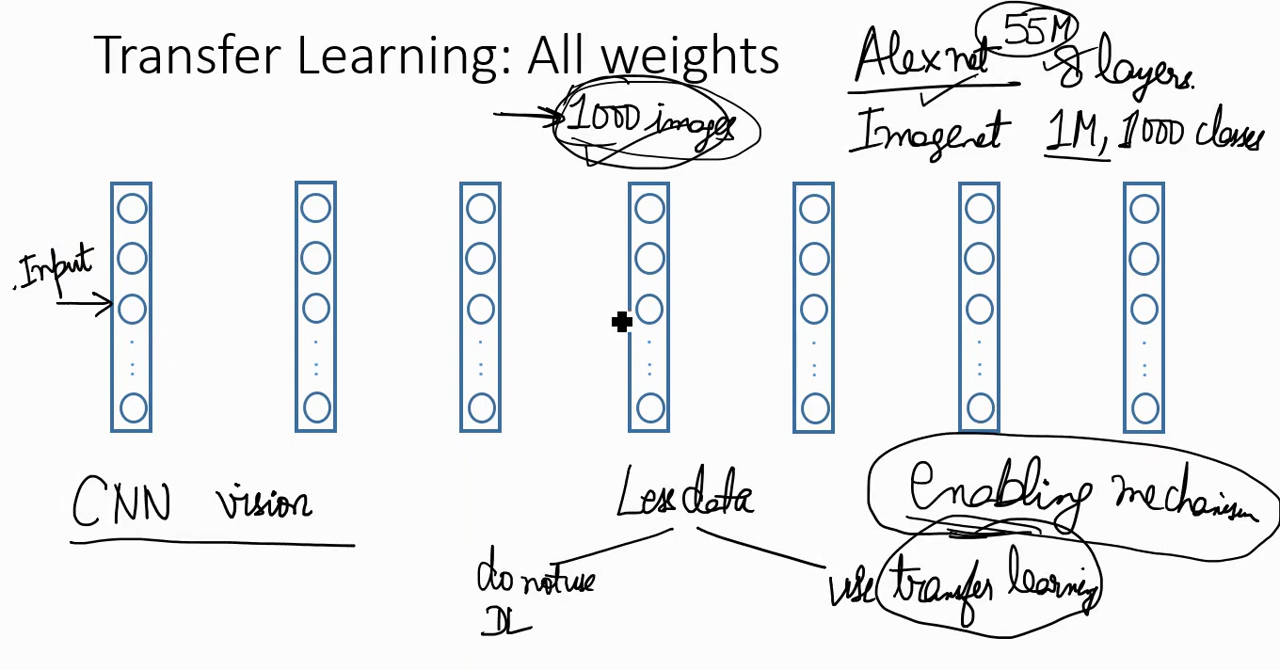 Transfer Learning: All weights
55M
Alexnet 8 layers.
1000 images
Imagenet 1M, 1000 classes
Input
CNN vision
Less data
enabling mechanism
do not use
DL
use transfer learning